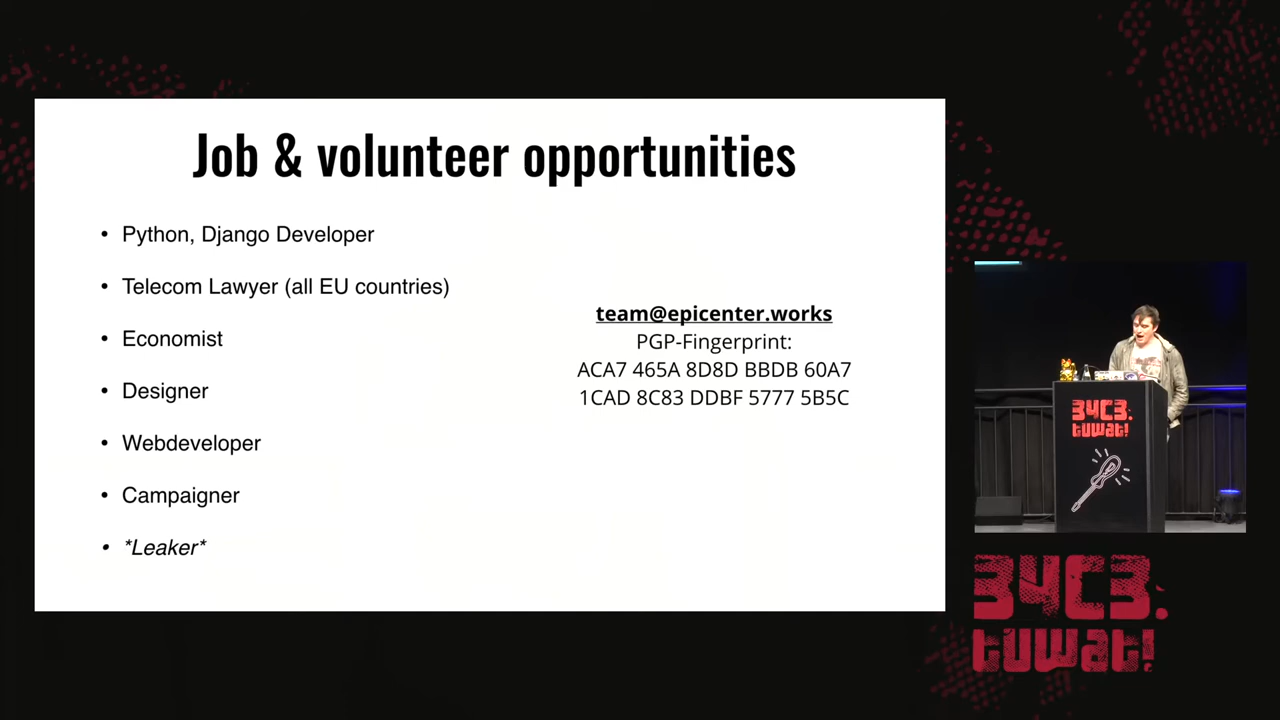 Job & volunteer opportunities
• Python, Django Developer
• Telecom Lawyer (all EU countries)
• Economist
• Designer
• Webdeveloper
• Campaigner
• *Leaker*
team@epicenter.works
PGP-Fingerprint:
ACA7 465A 8D8D BBDB 60A7
1CAD 8C83 DDBF 5777 5B5C
34C3.
tuwat!
34C3.
tuwat!